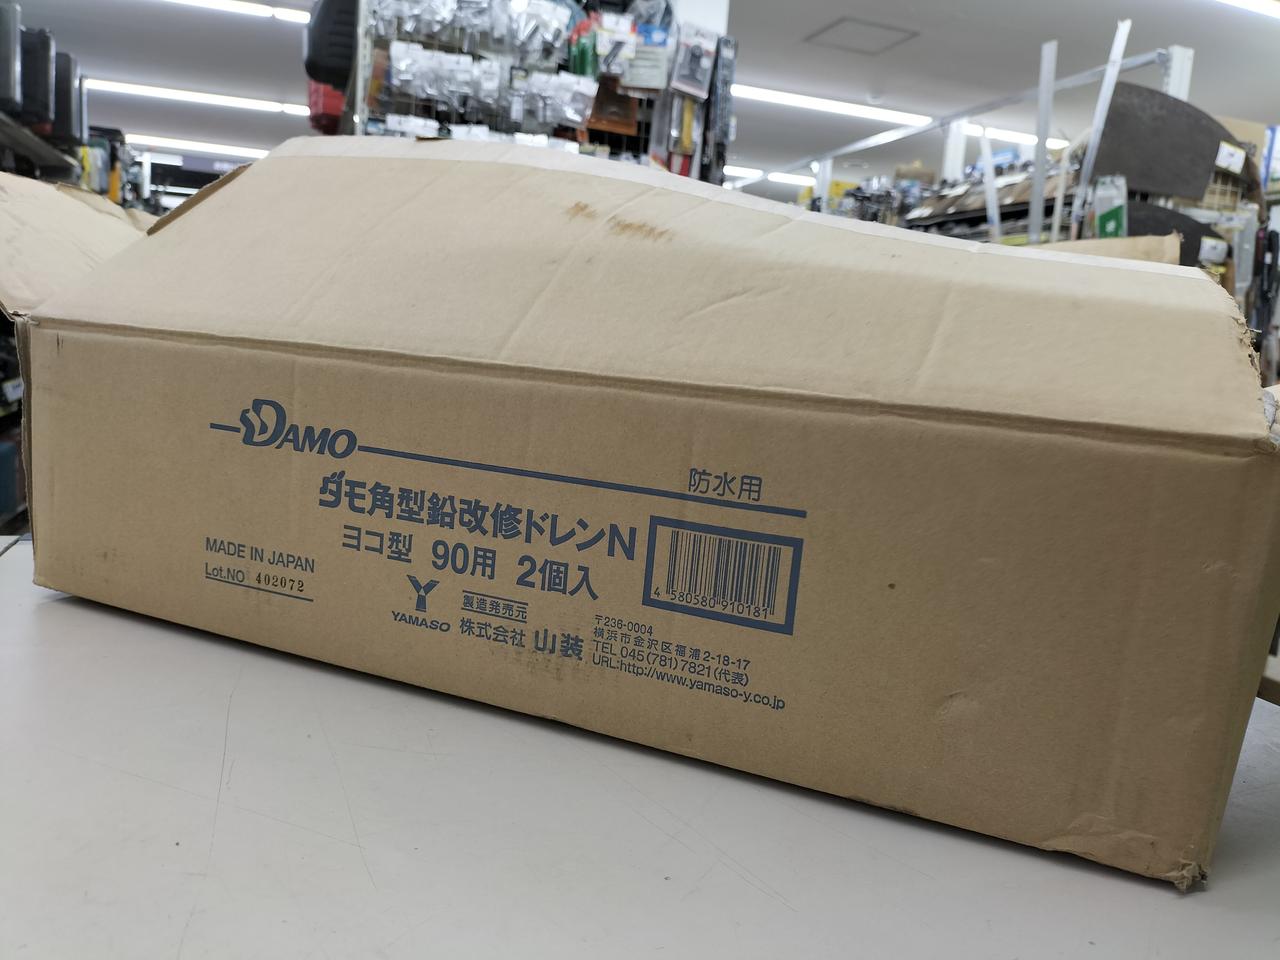 DAMO
防水用
ダモ角型鉛改修ドレンN
ヨコ型 90用 2個入
4 580580 910181
MADE IN JAPAN
Lot.NO 402072
YAMASO
製造発売元
株式会社 山装
〒236-0004
横浜市金沢区福浦2-18-17
TEL 045(781)7821(代表)
URL:http://www.yamaso-y.co.jp